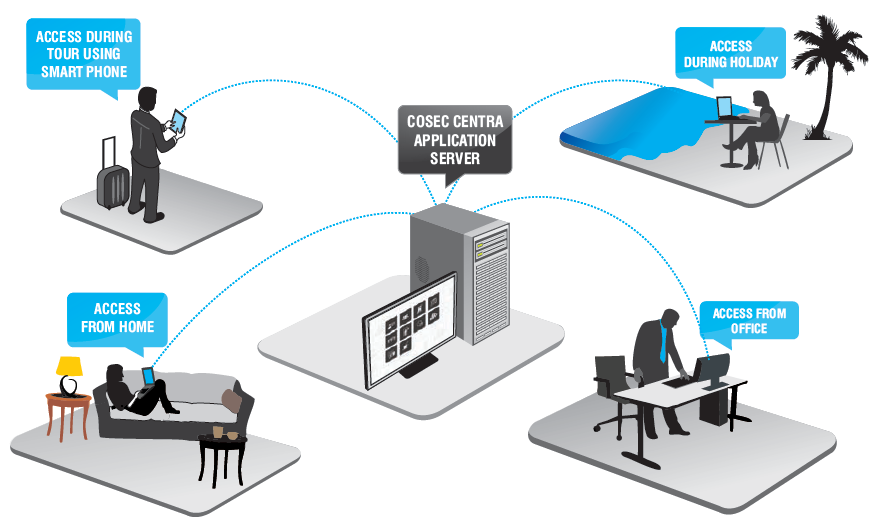 ACCESS DURING
TOUR USING
SMART PHONE
ACCESS
DURING HOLIDAY
COSEC CENTRA
APPLICATION
SERVER
ACCESS
FROM HOME
ACCESS FROM
OFFICE